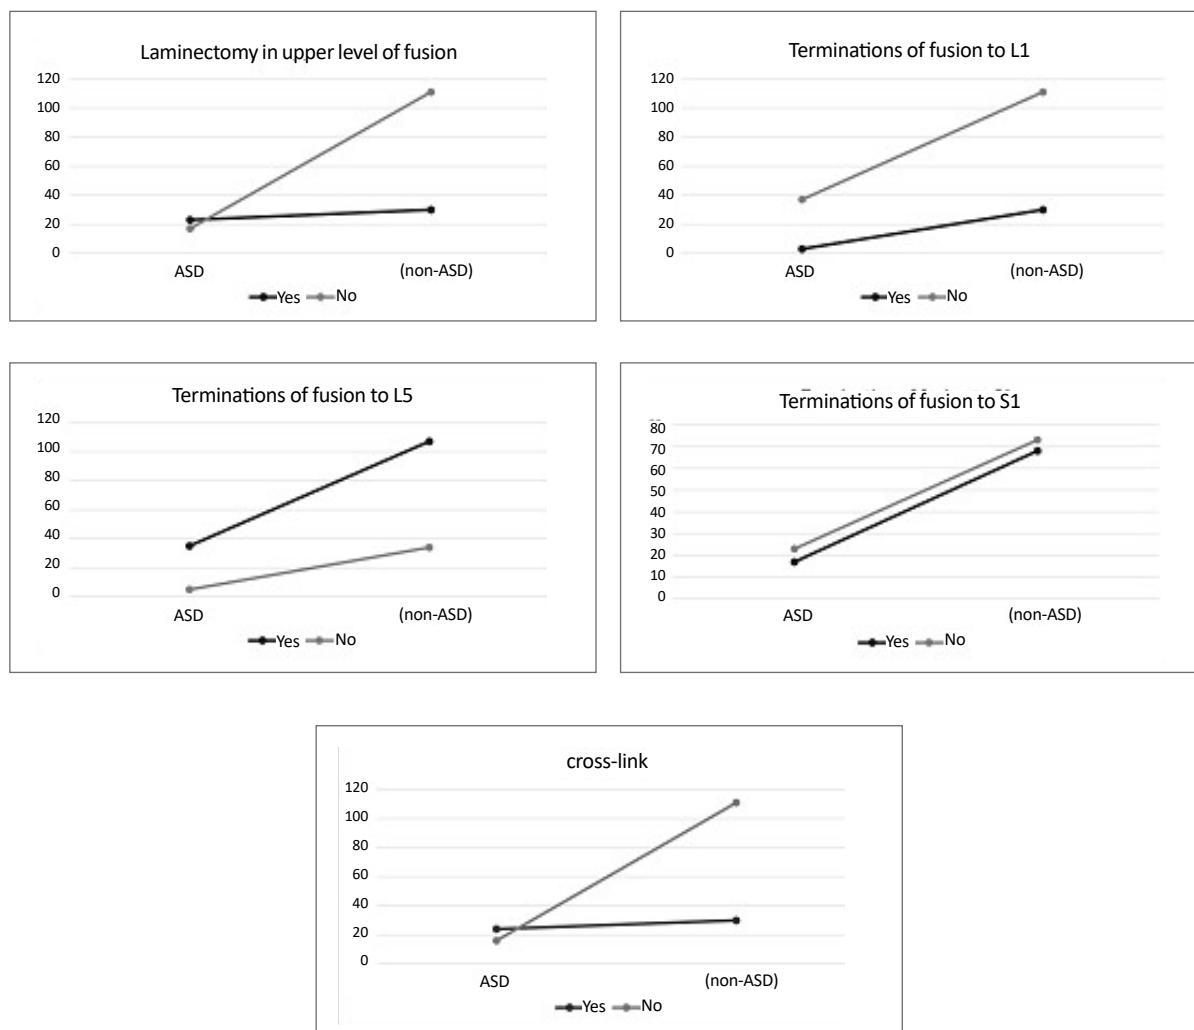 Laminectomy in upper level of fusion
120
100
80
60
40
20
0
ASD
(non-ASD)
Yes
No
Terminations of fusion to L1
120
100
80
60
40
20
0
ASD
(non-ASD)
Yes
No
Terminations of fusion to L5
120
100
80
60
40
20
0
ASD
(non-ASD)
Yes
No
Terminations of fusion to S1
80
70
60
50
40
30
20
10
0
ASD
(non-ASD)
Yes
No
cross-link
120
100
80
60
40
20
0
ASD
(non-ASD)
Yes
No